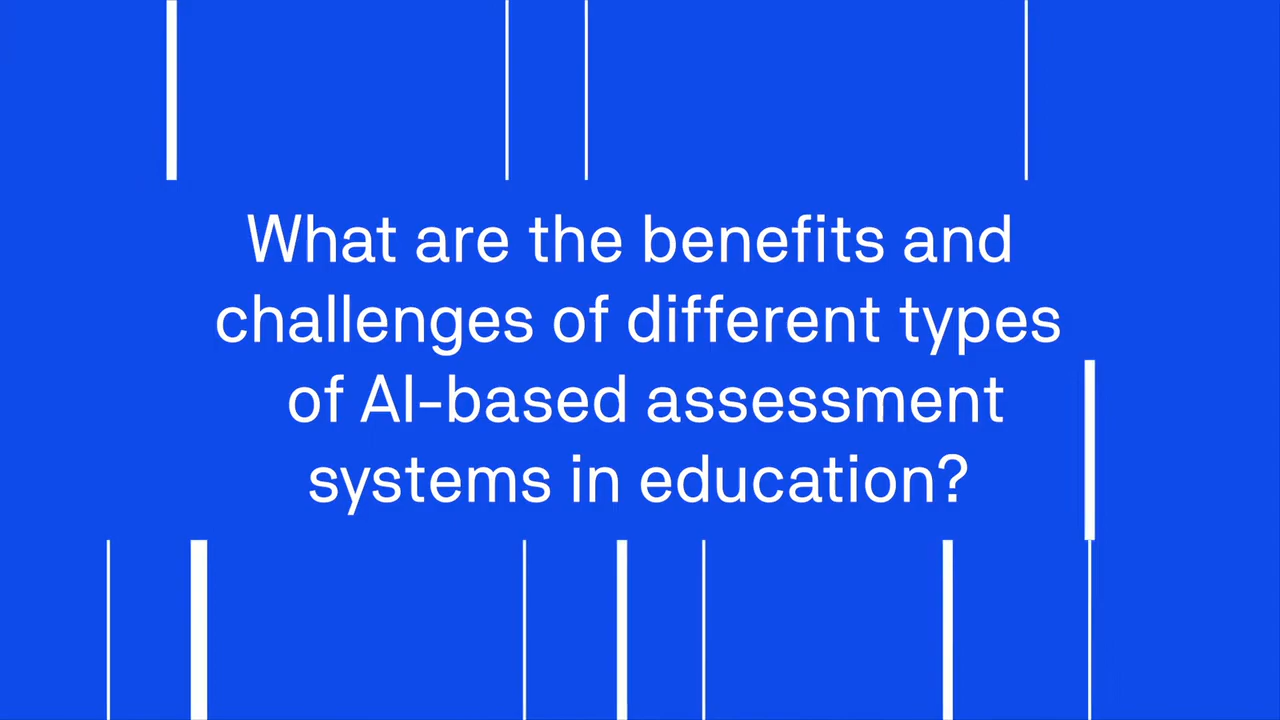 What are the benefits and
challenges of different types
of AI-based assessment
systems in education?